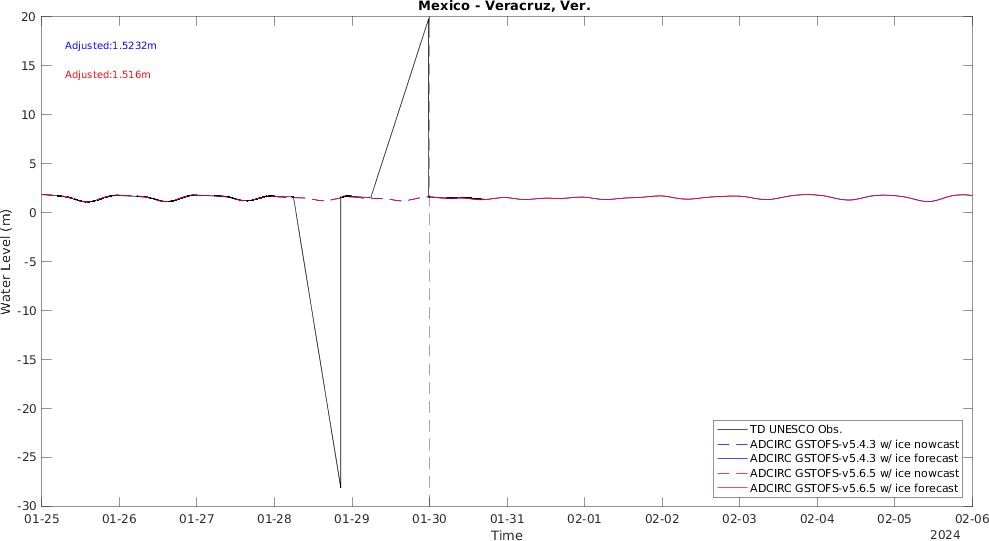 Mexico - Veracruz, Ver.
20
15
10
5
0
-5
-10
-15
-20
-25
-30
Water Level (m)
Adjusted:1.5232m
Adjusted:1.516m
TD UNESCO Obs.
ADCIRC GSTOFS-v5.4.3 w/ ice nowcast
ADCIRC GSTOFS-v5.4.3 w/ ice forecast
ADCIRC GSTOFS-v5.6.5 w/ ice nowcast
ADCIRC GSTOFS-v5.6.5 w/ ice forecast
01-25 01-26 01-27 01-28 01-29 01-30 01-31 02-01 02-02 02-03 02-04 02-05 02-06
Time
2024